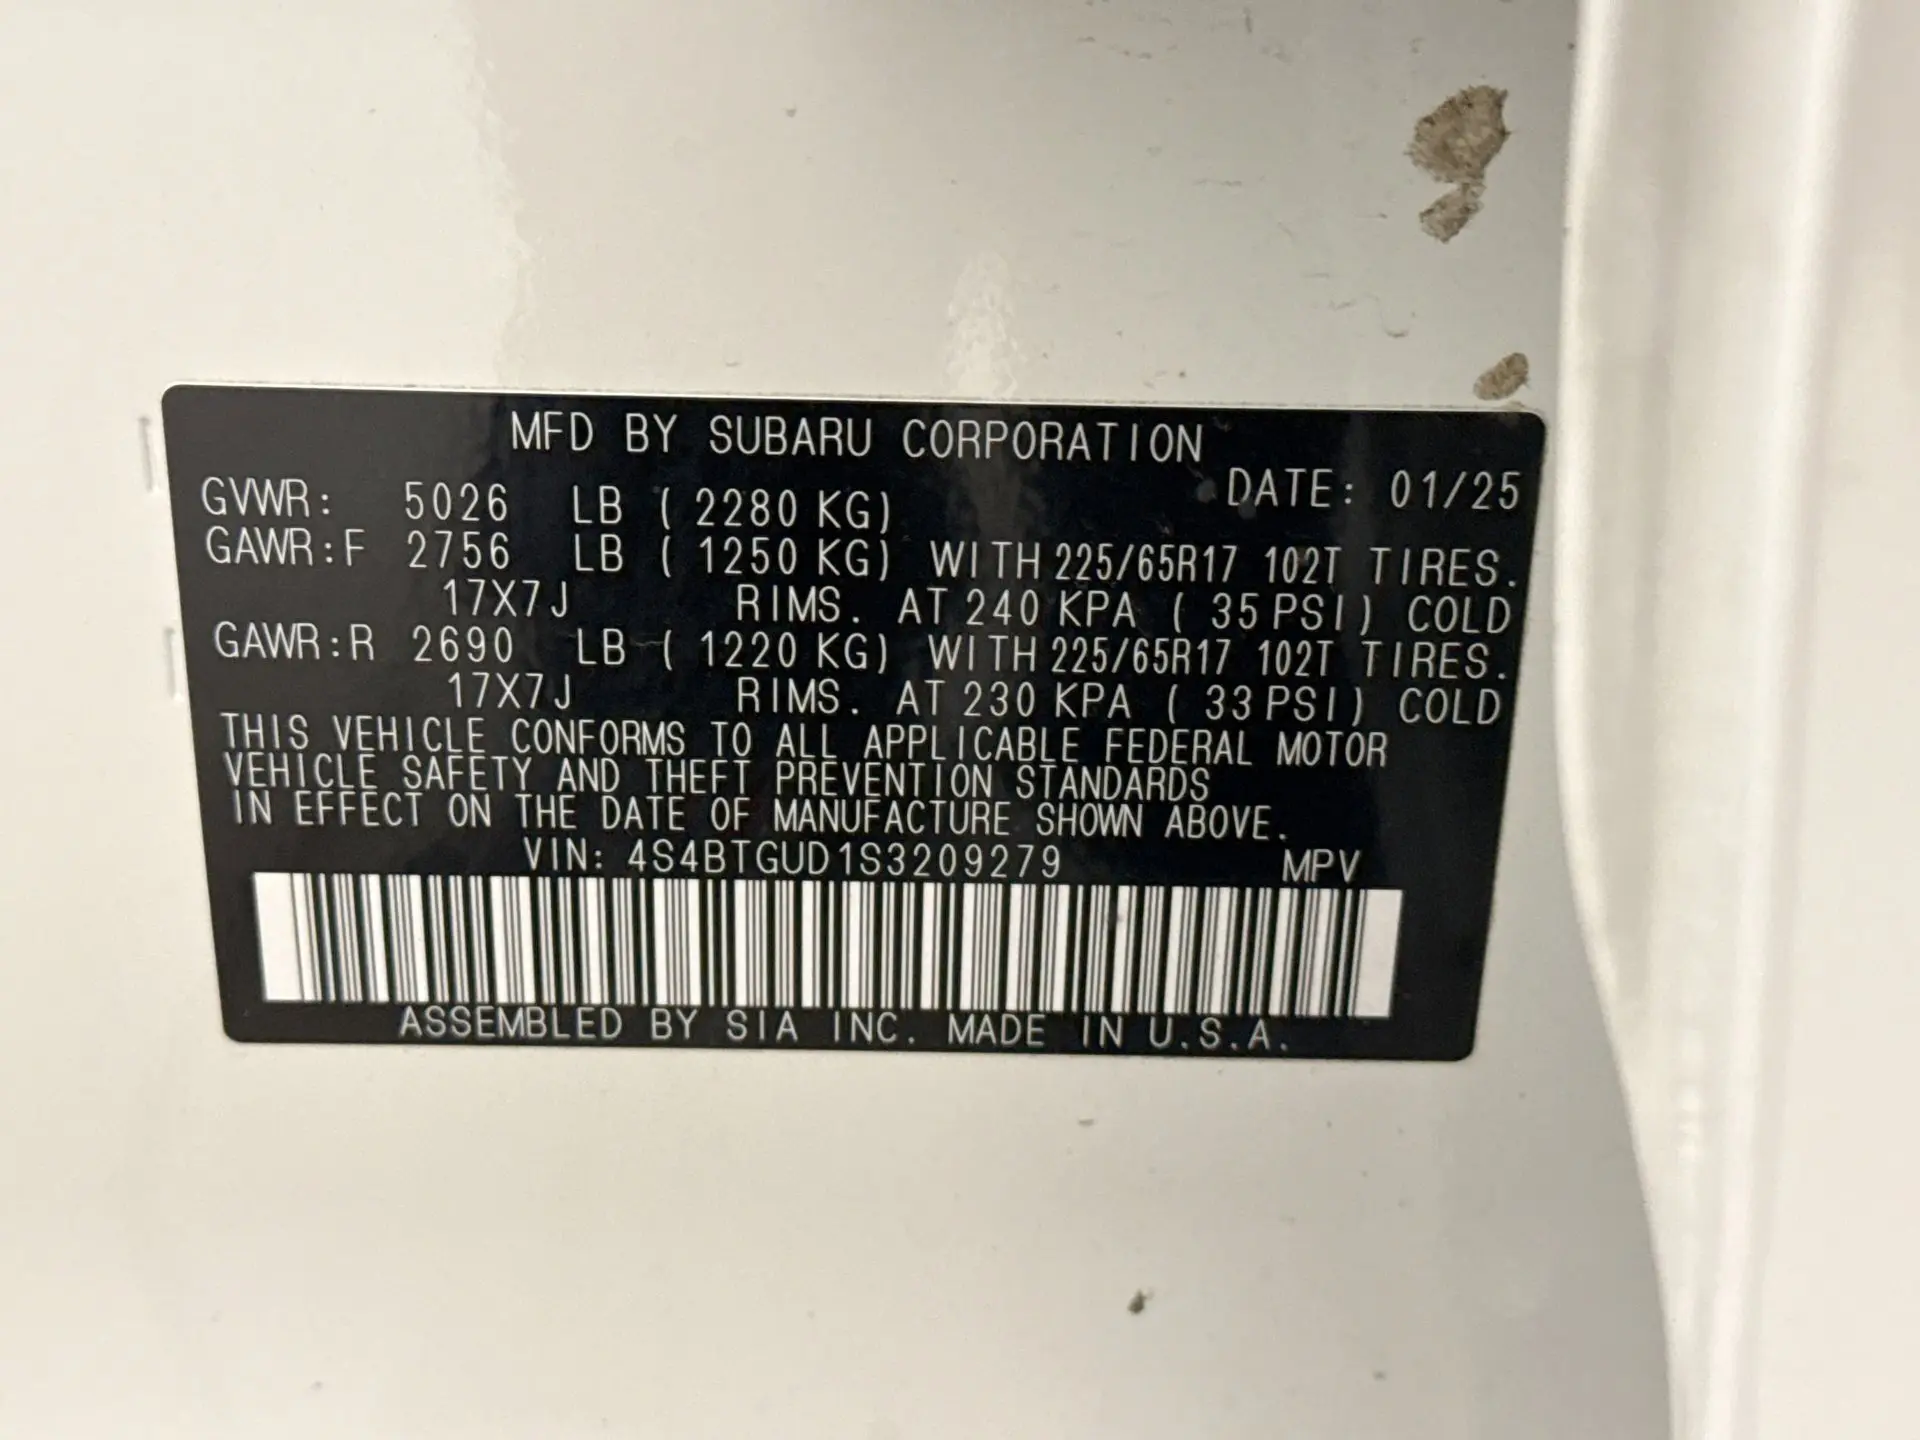 MFD BY SUBARU CORPORATION
DATE: 01/25
GVWR: 5026 LB ( 2280 KG)
GAWR:F 2756 LB ( 1250 KG) WITH 225/65R17 102T TIRES.
17X7J RIMS. AT 240 KPA ( 35 PSI) COLD
GAWR:R 2690 LB ( 1220 KG) WITH 225/65R17 102T TIRES.
17X7J RIMS. AT 230 KPA ( 33 PSI) COLD
THIS VEHICLE CONFORMS TO ALL APPLICABLE FEDERAL MOTOR
VEHICLE SAFETY AND THEFT PREVENTION STANDARDS
IN EFFECT ON THE DATE OF MANUFACTURE SHOWN ABOVE.
VIN: 4S4BTGUD1S3209279 MPV
ASSEMBLED BY SIA INC. MADE IN U.S.A.